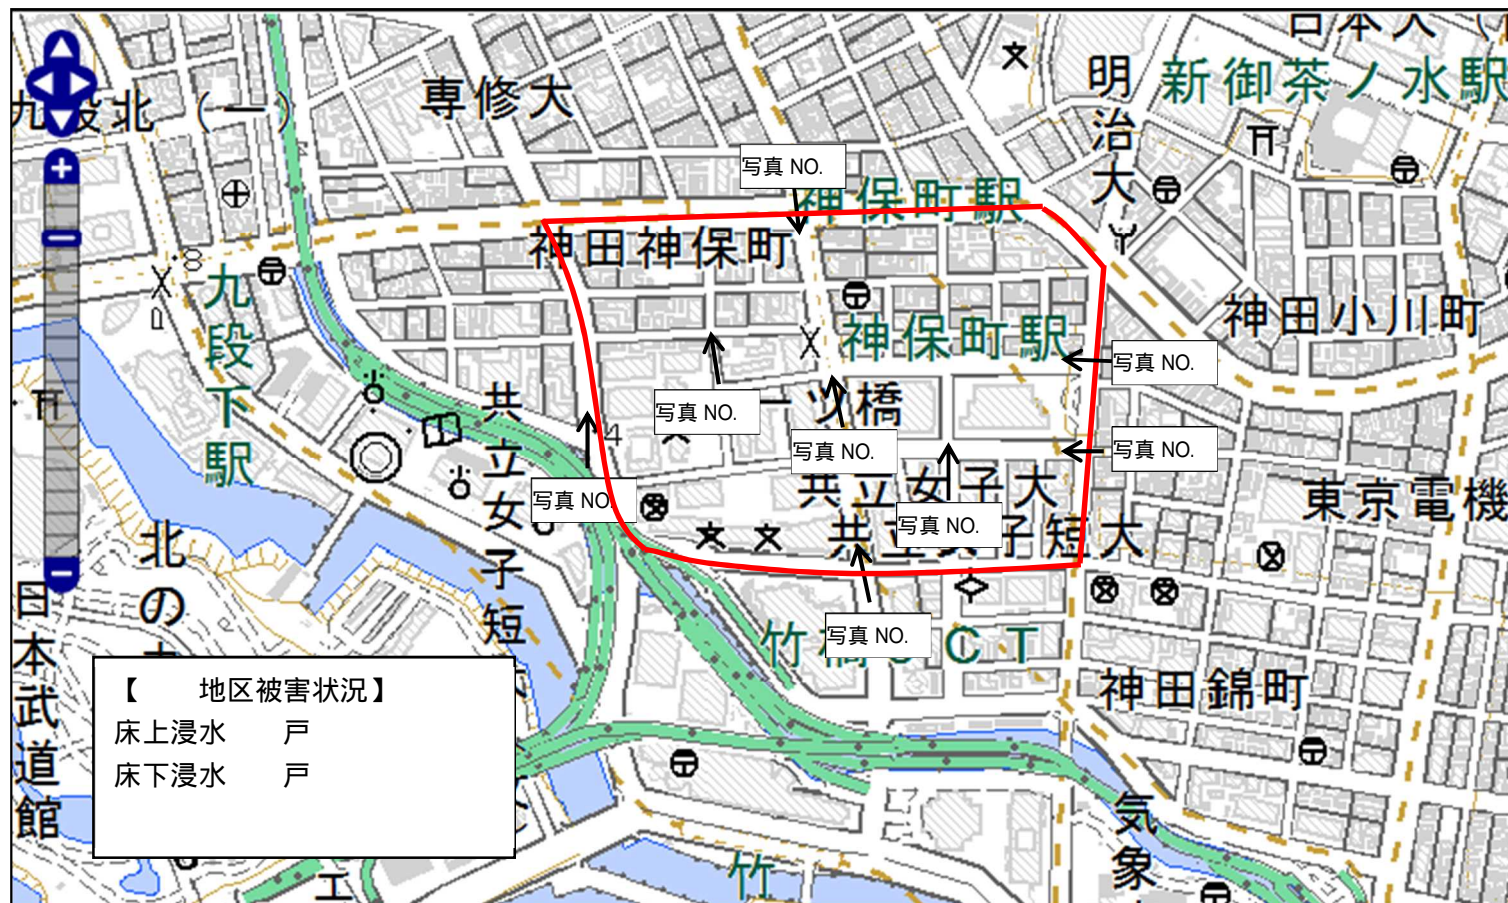 日本大（
新御茶ノ水駅
明治大
専修大
九段北（一）
写真 NO.
神保町駅
神田神保町
九段下駅
神田小川町
神保町駅
写真 NO.
写真 NO.
一ツ橋
写真 NO.
写真 NO.
共立女子大
東京電機
写真 NO.
写真 NO.
共立女子短大
共立女子短
北の
写真 NO.
竹橋JCT
神田錦町
日本武道館
【　　地区被害状況】
床上浸水　　戸
床下浸水　　戸
気象
竹
工